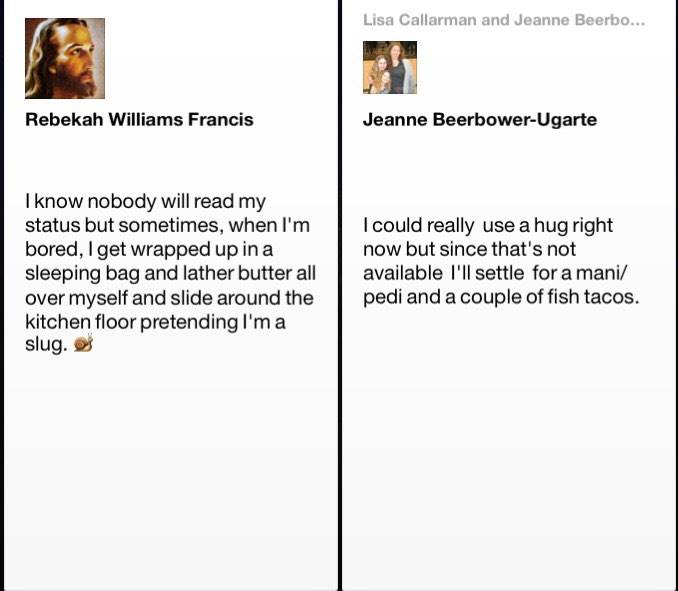 Rebekah Williams Francis
I know nobody will read my
status but sometimes, when I'm
bored, I get wrapped up in a
sleeping bag and lather butter all
over myself and slide around the
kitchen floor pretending I'm a
slug. 🐌
Lisa Callarman and Jeanne Beerbo...
Jeanne Beerbower-Ugarte
I could really use a hug right
now but since that's not
available I'll settle for a mani/
pedi and a couple of fish tacos.